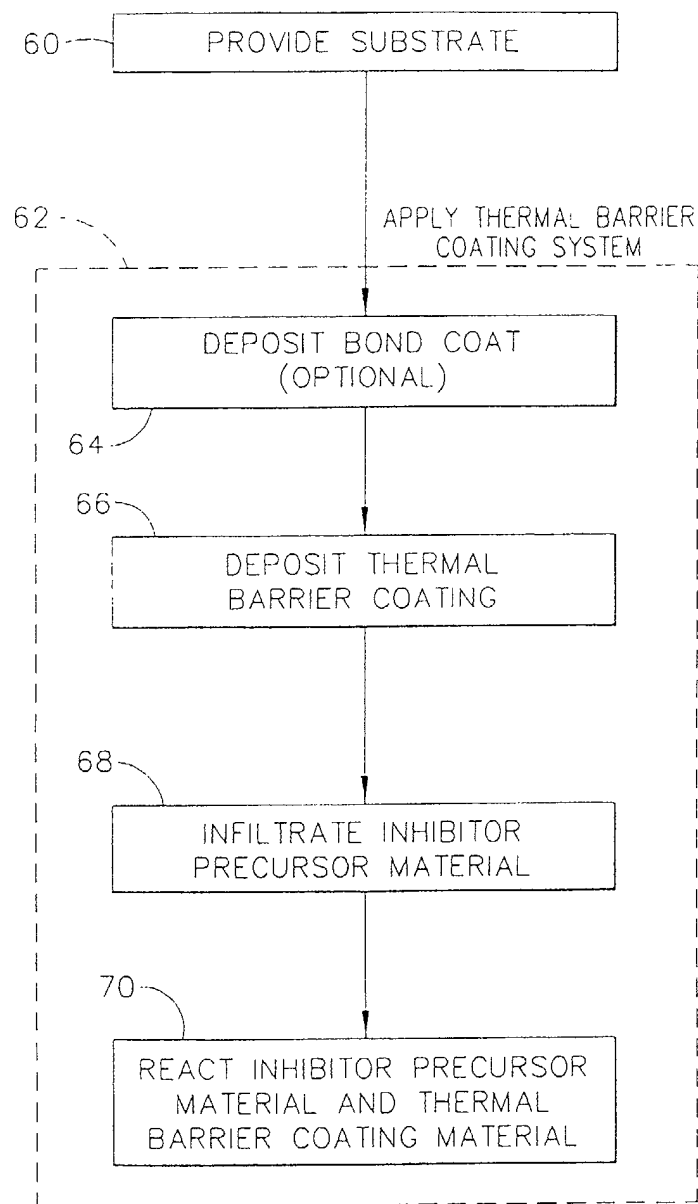 60
PROVIDE SUBSTRATE
62
APPLY THERMAL BARRIER
COATING SYSTEM
DEPOSIT BOND COAT
(OPTIONAL)
64
66
DEPOSIT THERMAL
BARRIER COATING
68
INFILTRATE INHIBITOR
PRECURSOR MATERIAL
70
REACT INHIBITOR PRECURSOR
MATERIAL AND THERMAL
BARRIER COATING MATERIAL